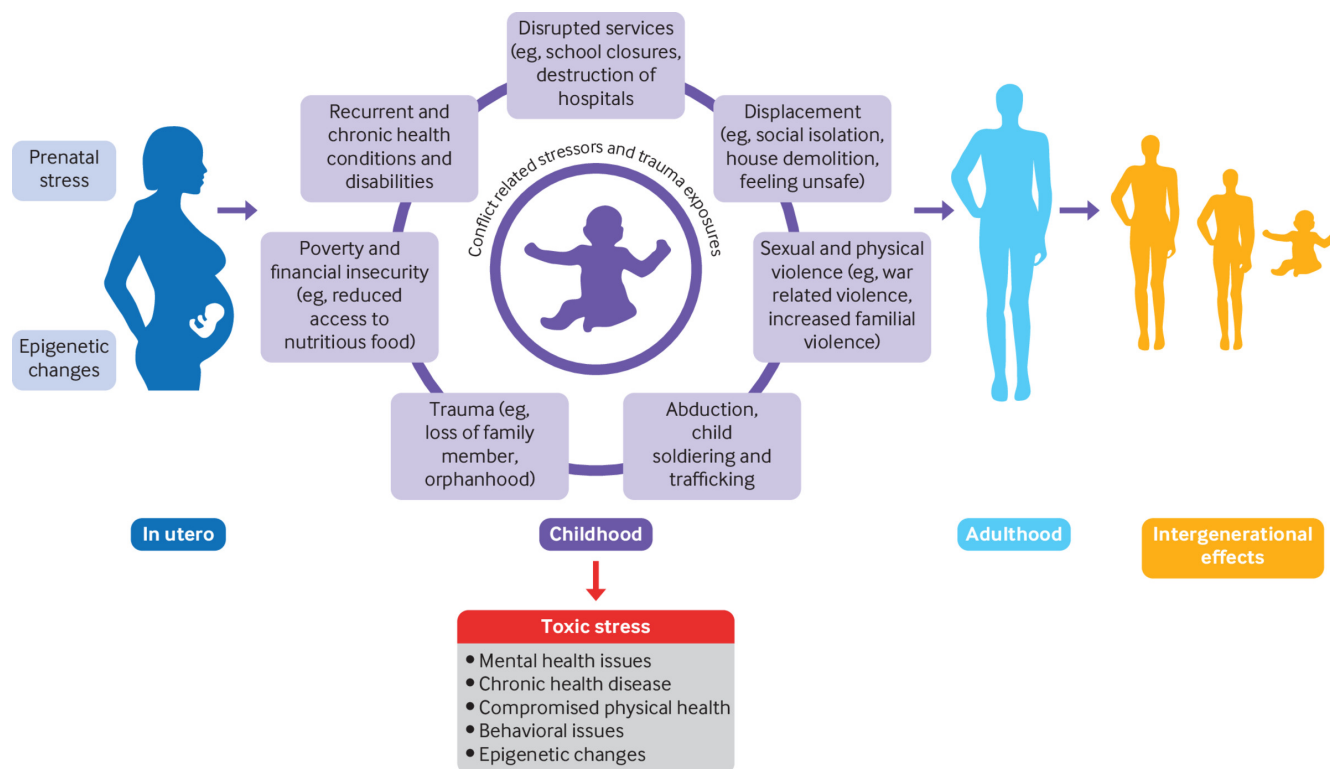 Prenatal
stress
Epigenetic
changes
Disrupted services
(eg, school closures,
destruction of
hospitals
Recurrent and
chronic health
conditions and
disabilities
Displacement
(eg, social isolation,
house demolition,
feeling unsafe)
Conflict related stressors and trauma exposures
Poverty and
financial insecurity
(eg, reduced
access to
nutritious food)
Sexual and physical
violence (eg, war
related violence,
increased familial
violence)
Trauma (eg,
loss of family
member,
orphanhood)
Abduction,
child
soldiering and
trafficking
In utero
Childhood
Adulthood
Intergenerational
effects
Toxic stress
• Mental health issues
• Chronic health disease
• Compromised physical health
• Behavioral issues
• Epigenetic changes